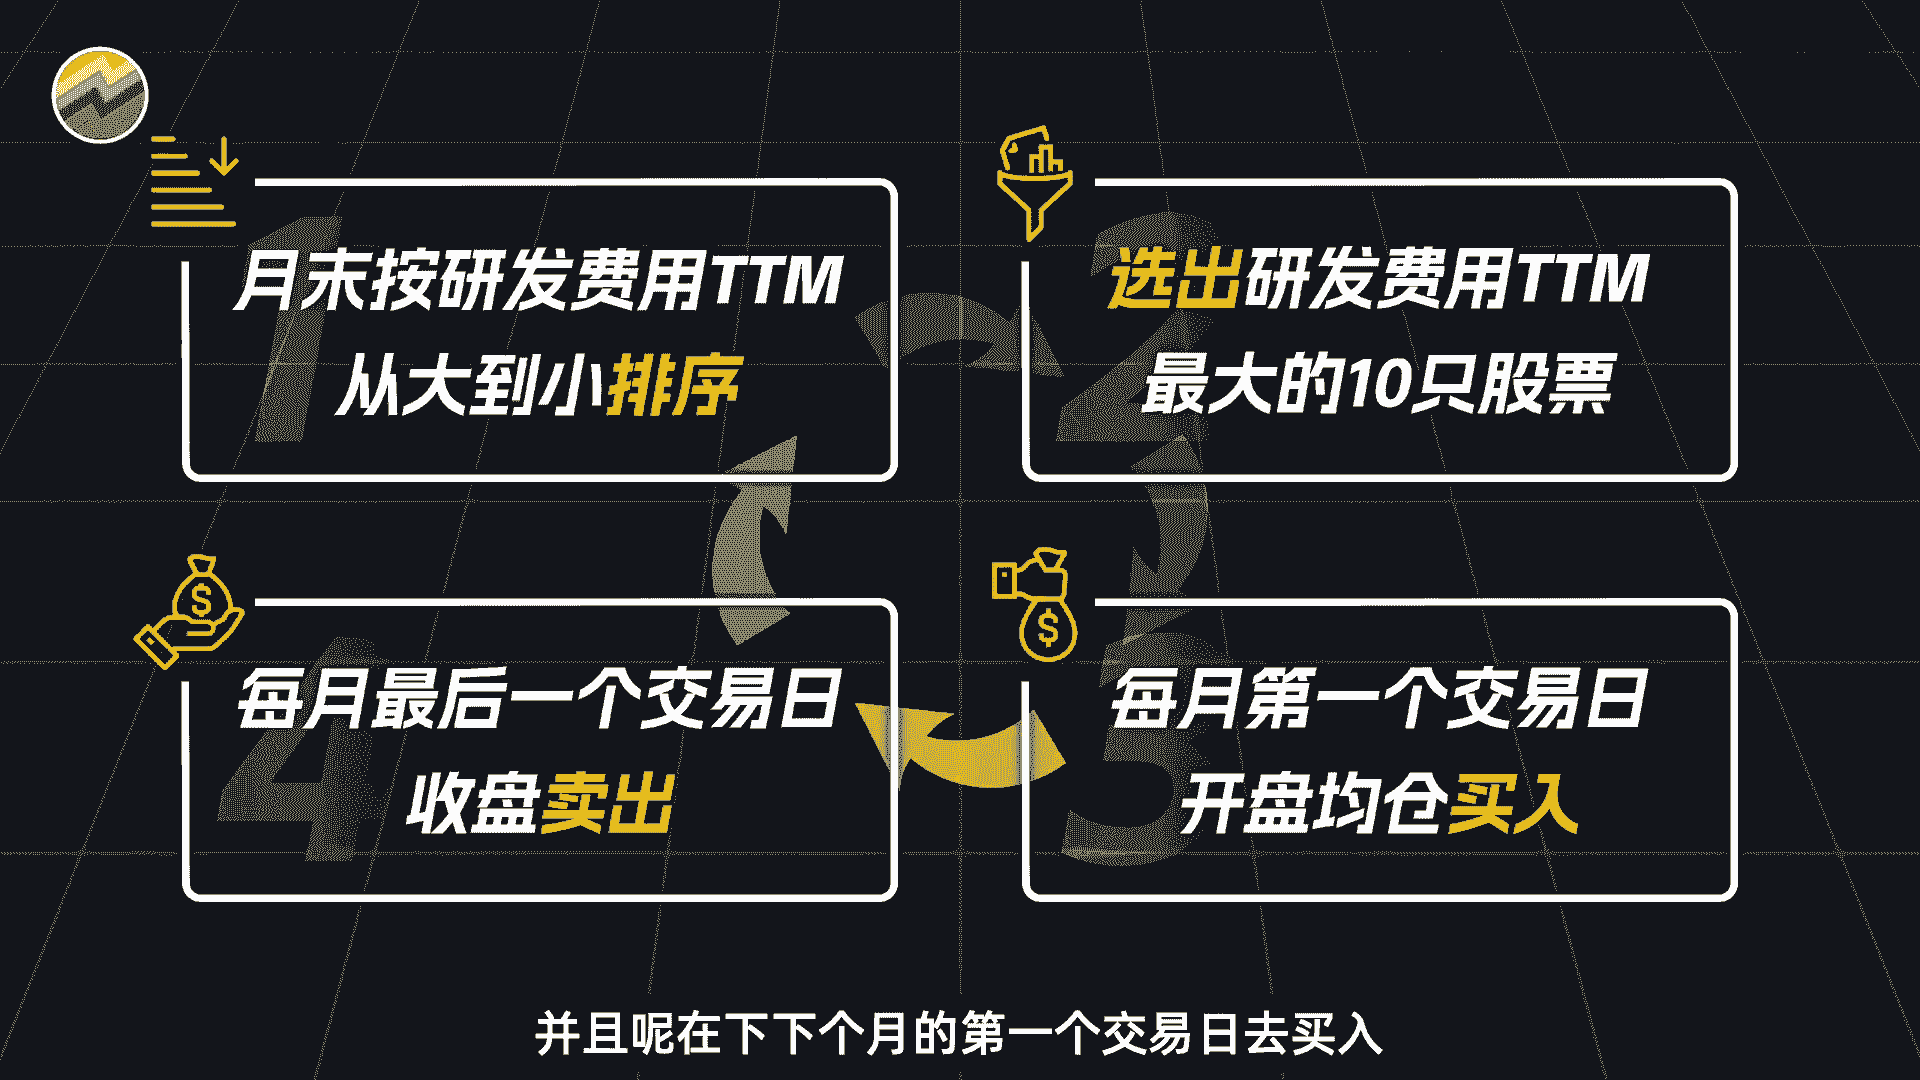 1
月末按研发费用TTM
从大到小排序
2
选出研发费用TTM
最大的10只股票
4
$
每月最后一个交易日
收盘卖出
3
$
每月第一个交易日
开盘均仓买入
并且呢在下下个月的第一个交易日去买入